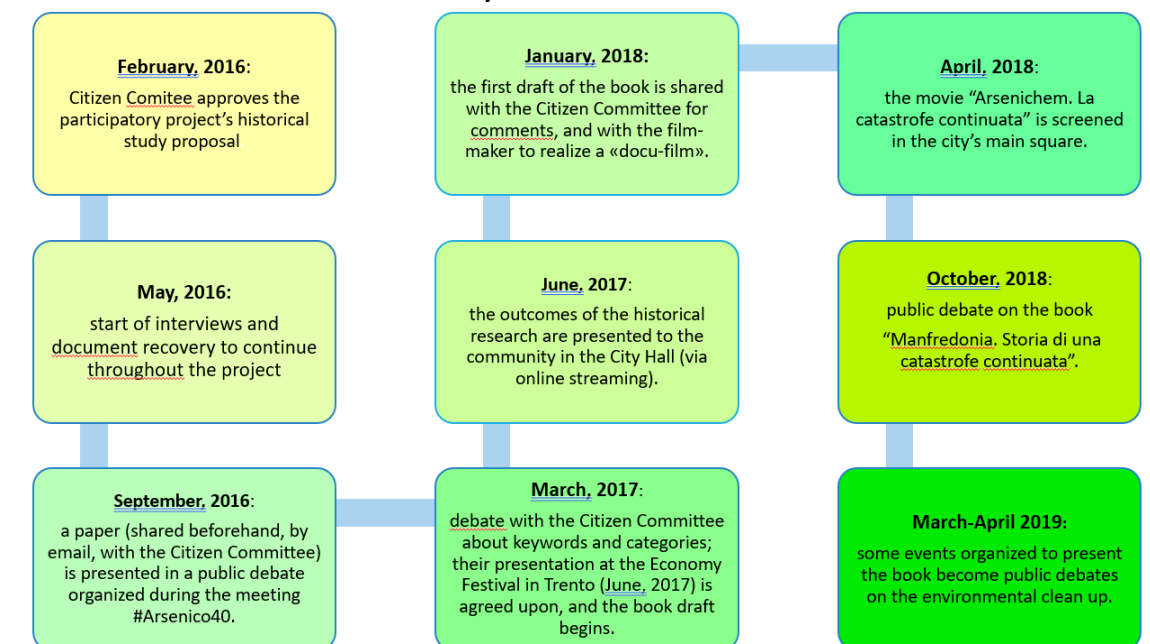 February, 2016:
Citizen Comitee approves the
participatory project's historical
study proposal
May, 2016:
start of interviews and
document recovery to continue
throughout the project
September, 2016:
a paper (shared beforehand, by
email, with the Citizen Committee)
is presented in a public debate
organized during the meeting
#Arsenico40.
March, 2017:
debate with the Citizen Committee
about keywords and categories;
their presentation at the Economy
Festival in Trento (June, 2017) is
agreed upon, and the book draft
begins.
June, 2017:
the outcomes of the historical
research are presented to the
community in the City Hall (via
online streaming).
January, 2018:
the first draft of the book is shared
with the Citizen Committee for
comments, and with the film-
maker to realize a «docu-film».
April, 2018:
the movie “Arsenichem. La
catastrofe continuata” is screened
in the city's main square.
October, 2018:
public debate on the book
“Manfredonia. Storia di una
catastrofe continuata”.
March-April 2019:
some events organized to present
the book become public debates
on the environmental clean up.